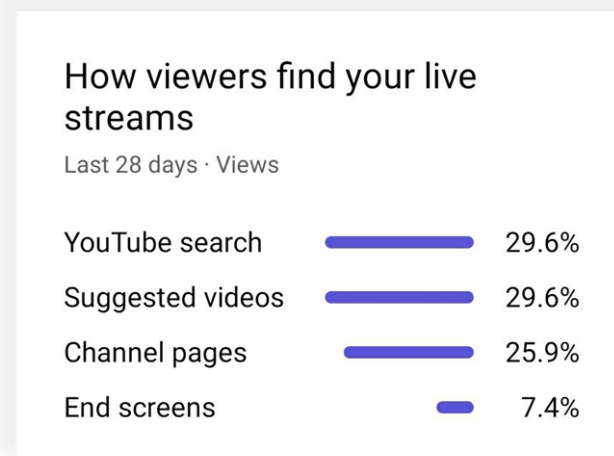 How viewers find your live
streams
Last 28 days · Views
YouTube search 29.6%
Suggested videos 29.6%
Channel pages 25.9%
End screens 7.4%